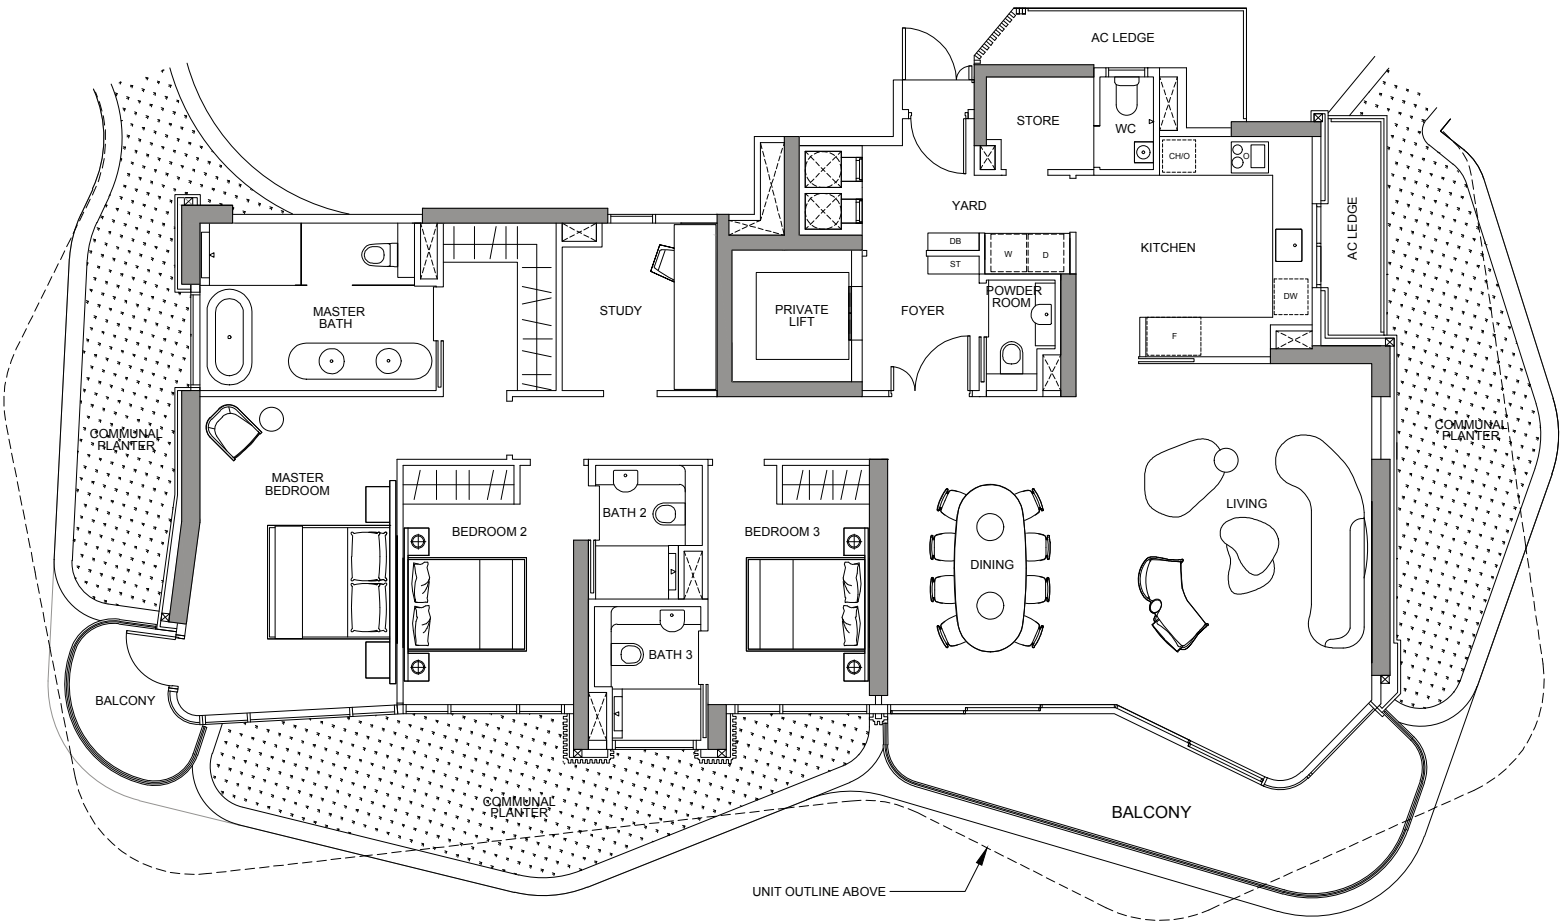 AC LEDGE
STORE
WC
CH/O
O
YARD
AC LEDGE
KITCHEN
DB
ST
W
D
DW
POWDER
ROOM
MASTER
BATH
STUDY
PRIVATE
LIFT
FOYER
F
COMMUNAL
PLANTER
COMMUNAL
PLANTER
MASTER
BEDROOM
BATH 2
LIVING
BEDROOM 2
BEDROOM 3
DINING
BATH 3
BALCONY
COMMUNAL
PLANTER
BALCONY
UNIT OUTLINE ABOVE